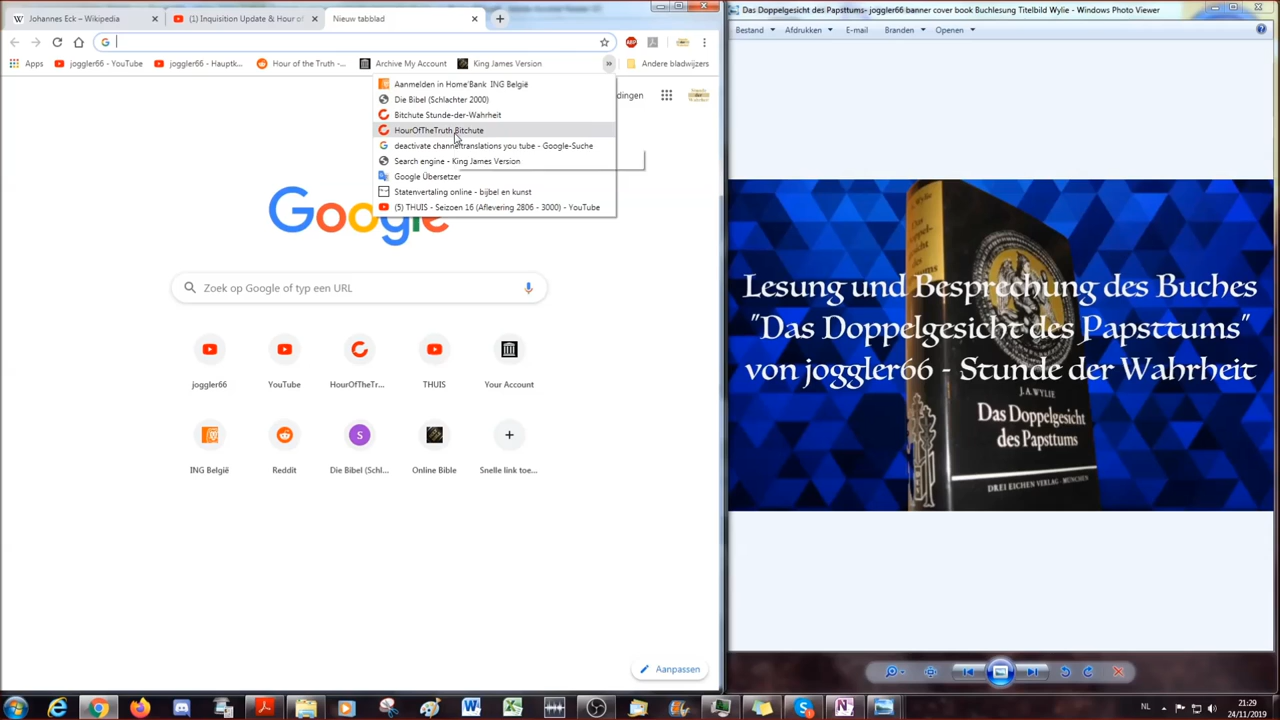 Johannes Eck – Wikipedia
(1) Inquisition Update & Hour of
Nieuw tabblad
Apps
joggler66 - YouTube
joggler66 - Hauptk...
Hour of the Truth -...
Archive My Account
King James Version
»
Andere bladwijzers
Aanmelden in Home'Bank ING België
Die Bibel (Schlachter 2000)
Bitchute Stunde-der-Wahrheit
HourOfTheTruth Bitchute
deactivate channeltranslations you tube - Google-Suche
Search engine - King James Version
Google Übersetzer
Statenvertaling online - bijbel en kunst
(5) THUIS - Seizoen 16 (Aflevering 2806 - 3000) - YouTube
dingen
Google
Zoek op Google of typ een URL
joggler66
YouTube
HourOfTheTr...
THUIS
Your Account
ING België
Reddit
Die Bibel (Schl...
Online Bible
Snelle link toe...
Aanpassen
Das Doppelgesicht des Papsttums- joggler66 banner cover book Buchlesung Titelbild Wylie - Windows Photo Viewer
Bestand
Afdrukken
E-mail
Branden
Openen
Lesung und Besprechung des Buches
"Das Doppelgesicht des Papsttums"
von joggler66 - Stunde der Wahrheit
J.A. WYLIE
Das Doppelgesicht
des Papsttums
DREI EICHEN VERLAG · MÜNCHEN
NL
21:29
24/11/2019